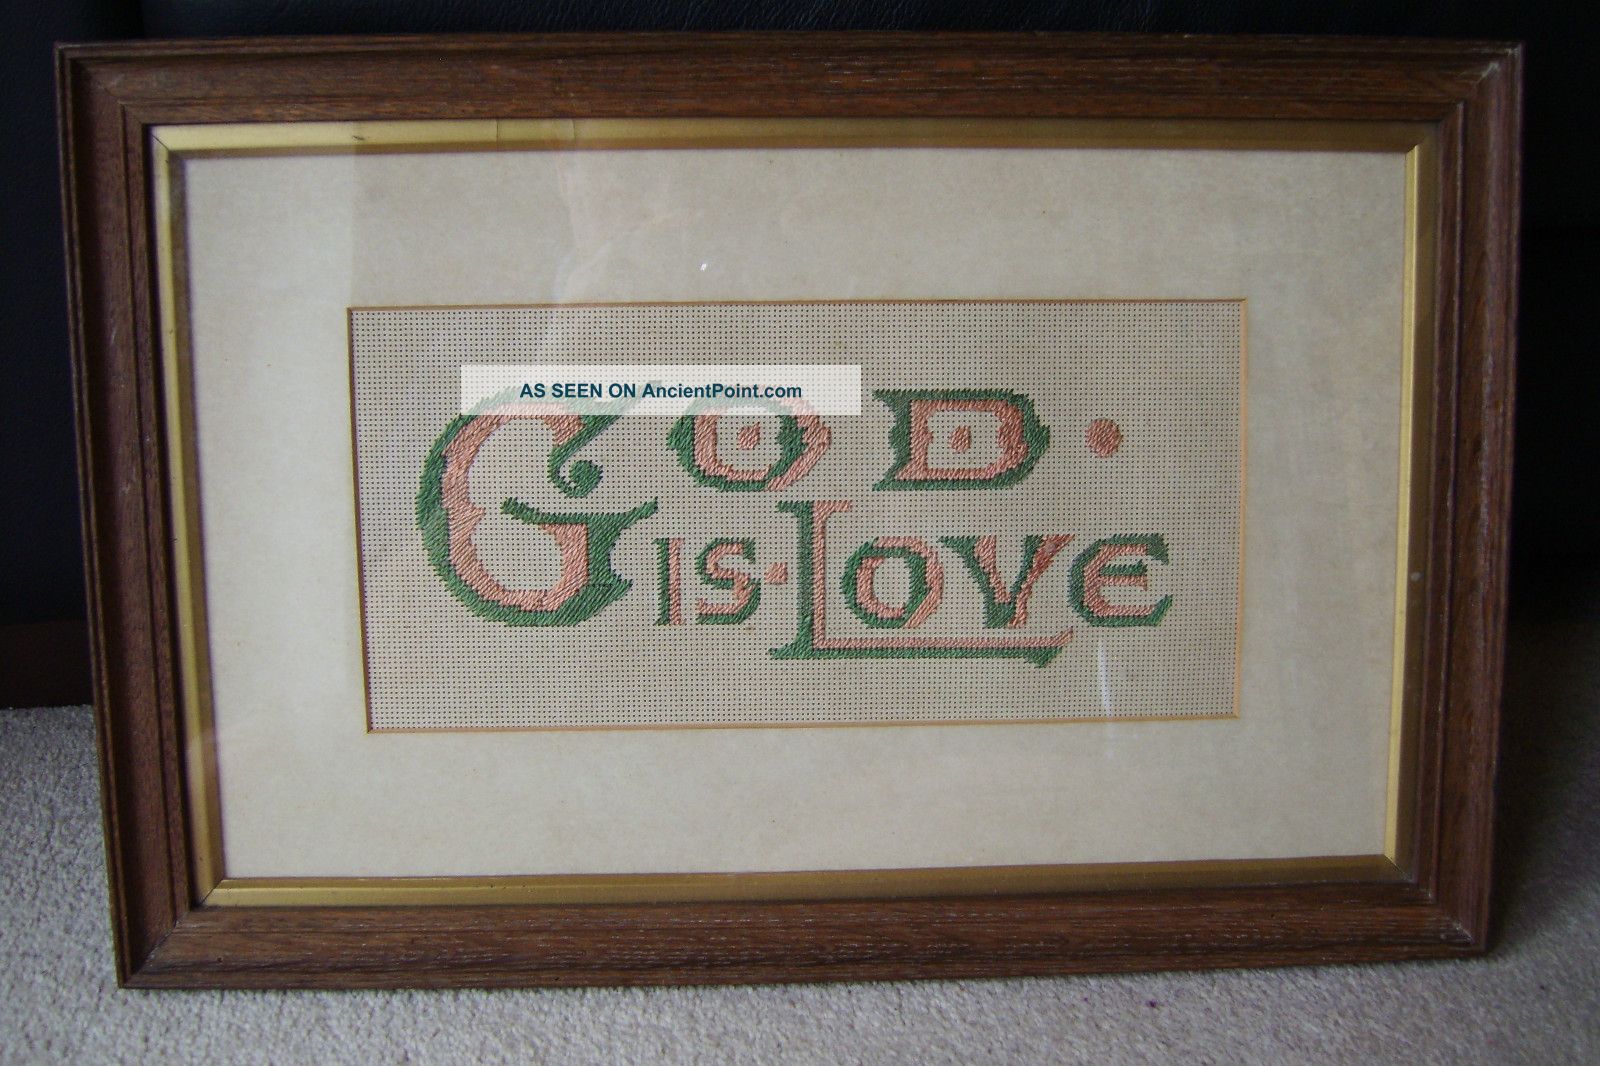 AS SEEN ON AncientPoint.com
GOD·
IS·LOVE